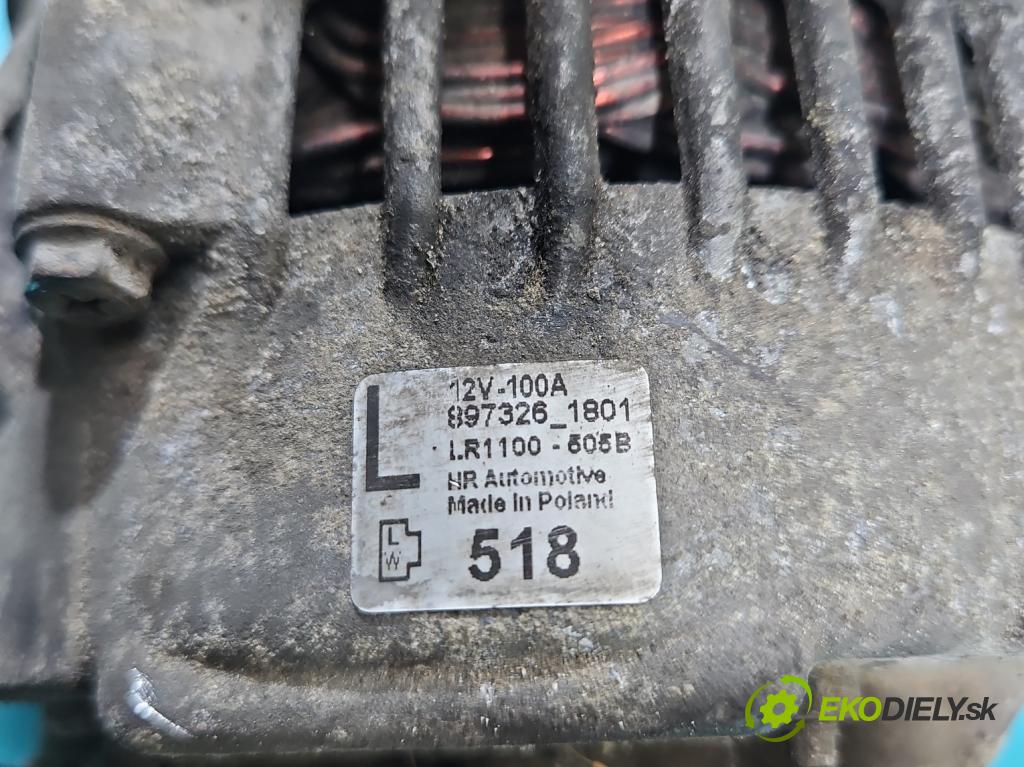 L
12V-100A
897326_1801
LR1100-505B
HR Automotive
Made in Poland
L
W
518
EKODIELY.sk